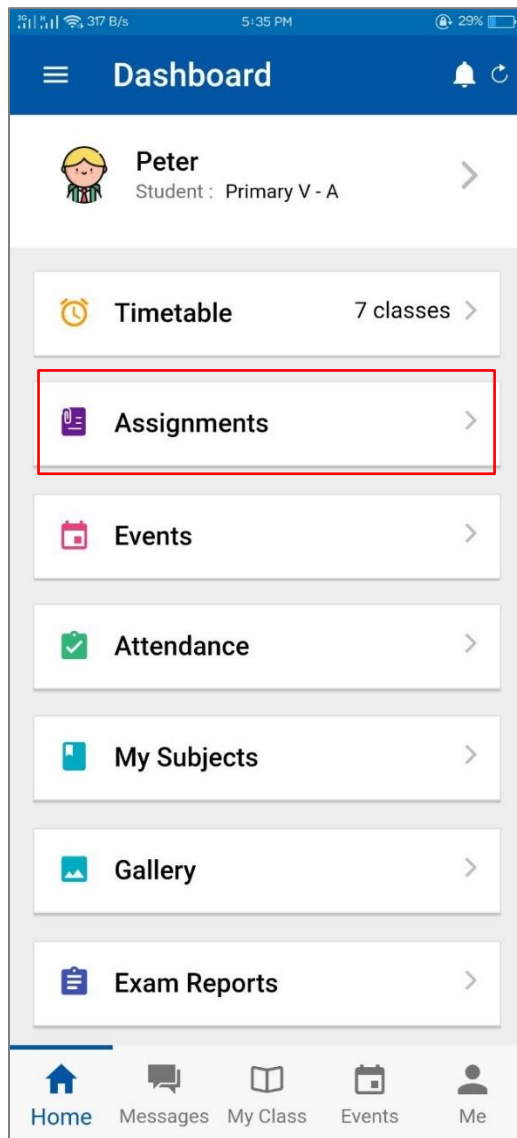 3G H 317 B/s 5:35 PM 29%
Dashboard
Peter
Student : Primary V - A
Timetable 7 classes
Assignments
Events
Attendance
My Subjects
Gallery
Exam Reports
Home Messages My Class Events Me